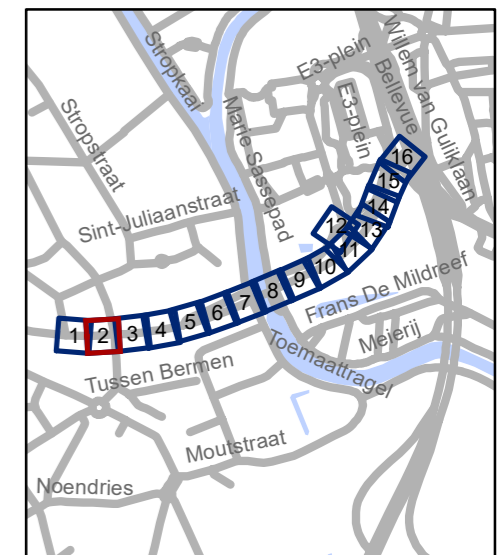 Willem van Guliklaan
Bellevue
E3-plein
Stropkaai
E3-plein
Marie Sassepad
Stropstraat
Sint-Juliaanstraat
16
15
14
13
12
11
10
9
8
7
6
5
4
3
2
1
Frans De Mildreef
Meierij
Toemaattragel
Tussen Bermen
Moutstraat
Noendries